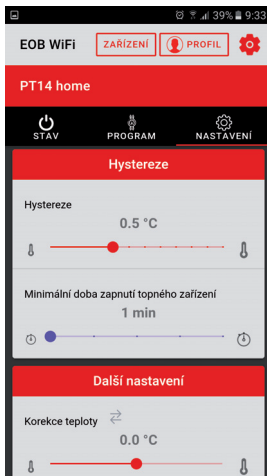 39% 9:33
EOB WiFi ZAŘÍZENÍ PROFIL
PT14 home
STAV PROGRAM NASTAVENÍ
Hystereze
Hystereze
0.5 °C
Minimální doba zapnutí topného zařízení
1 min
Další nastavení
Korekce teploty
0.0 °C